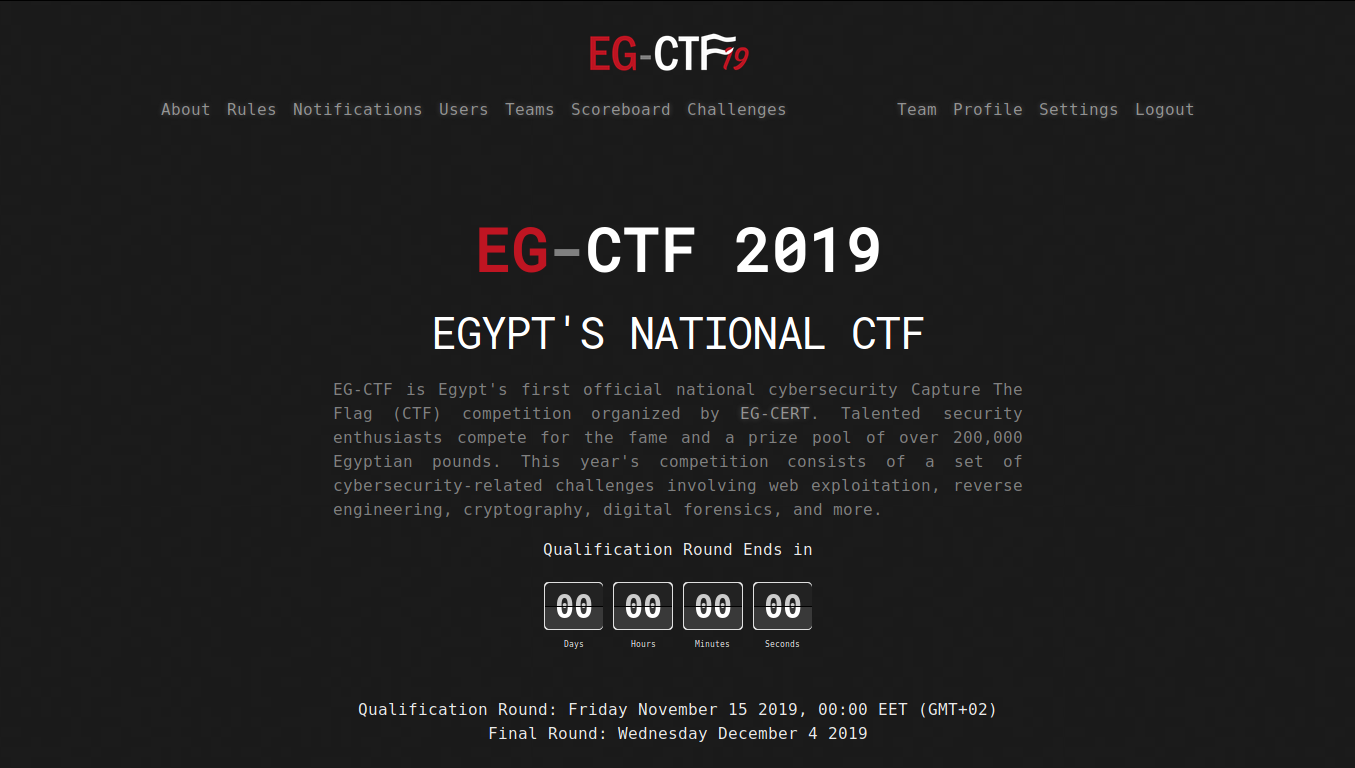 EG-CTF 19
About Rules Notifications Users Teams Scoreboard Challenges Team Profile Settings Logout
EG-CTF 2019
EGYPT'S NATIONAL CTF
EG-CTF is Egypt's first official national cybersecurity Capture The
Flag (CTF) competition organized by EG-CERT. Talented security
enthusiasts compete for the fame and a prize pool of over 200,000
Egyptian pounds. This year's competition consists of a set of
cybersecurity-related challenges involving web exploitation, reverse
engineering, cryptography, digital forensics, and more.
Qualification Round Ends in
00 00 00 00
Days Hours Minutes Seconds
Qualification Round: Friday November 15 2019, 00:00 EET (GMT+02)
Final Round: Wednesday December 4 2019